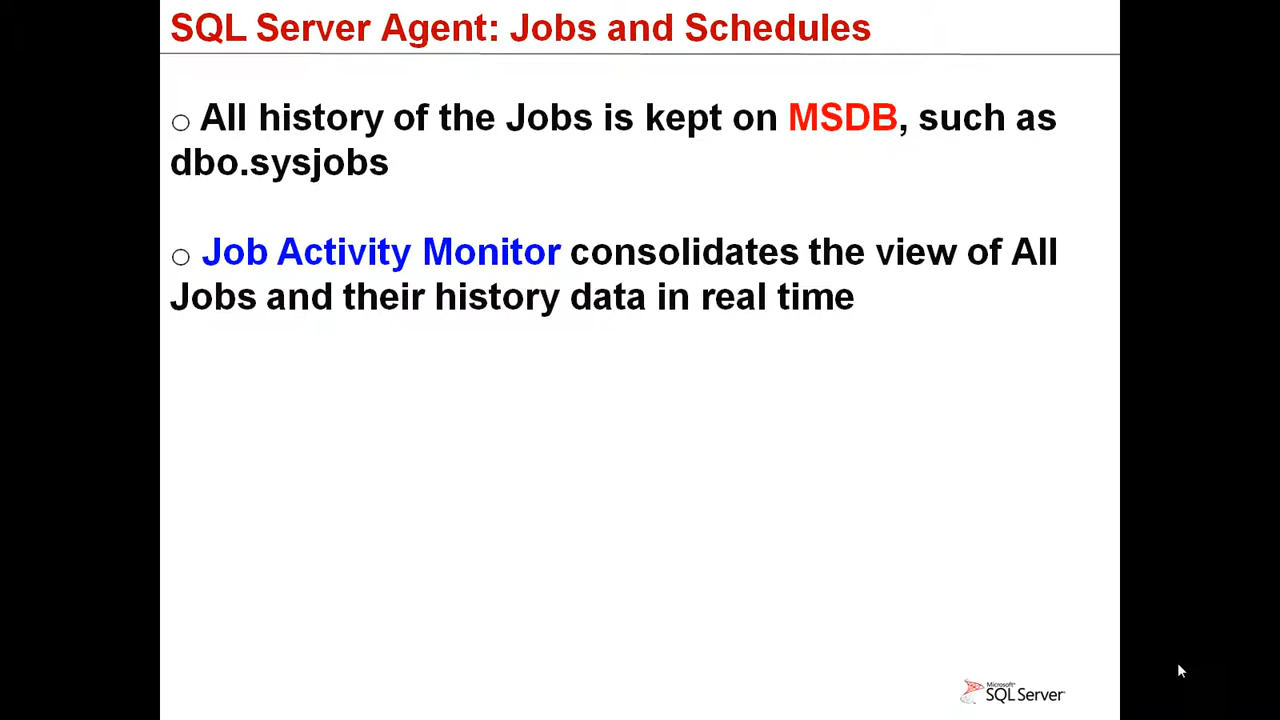 SQL Server Agent: Jobs and Schedules
o All history of the Jobs is kept on MSDB, such as
dbo.sysjobs
o Job Activity Monitor consolidates the view of All
Jobs and their history data in real time
Microsoft
SQL Server